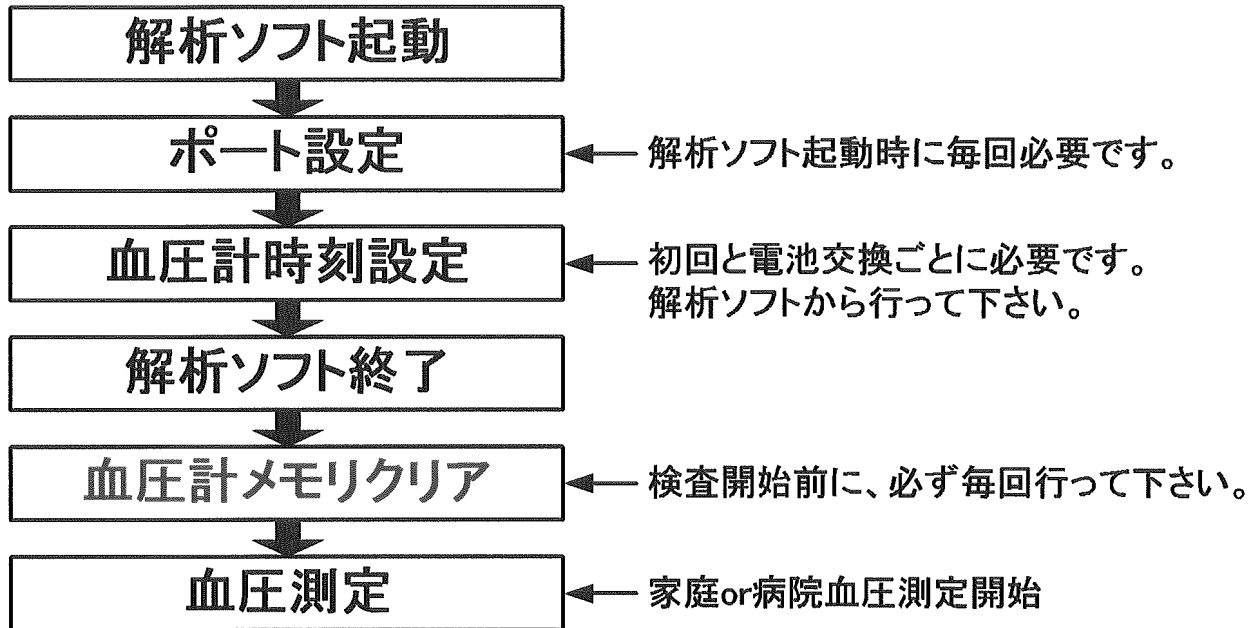 解析ソフト起動
ポート設定
解析ソフト起動時に毎回必要です。
血圧計時刻設定
初回と電池交換ごとに必要です。
解析ソフトから行って下さい。
解析ソフト終了
血圧計メモリクリア
検査開始前に、必ず毎回行って下さい。
血圧測定
家庭or病院血圧測定開始